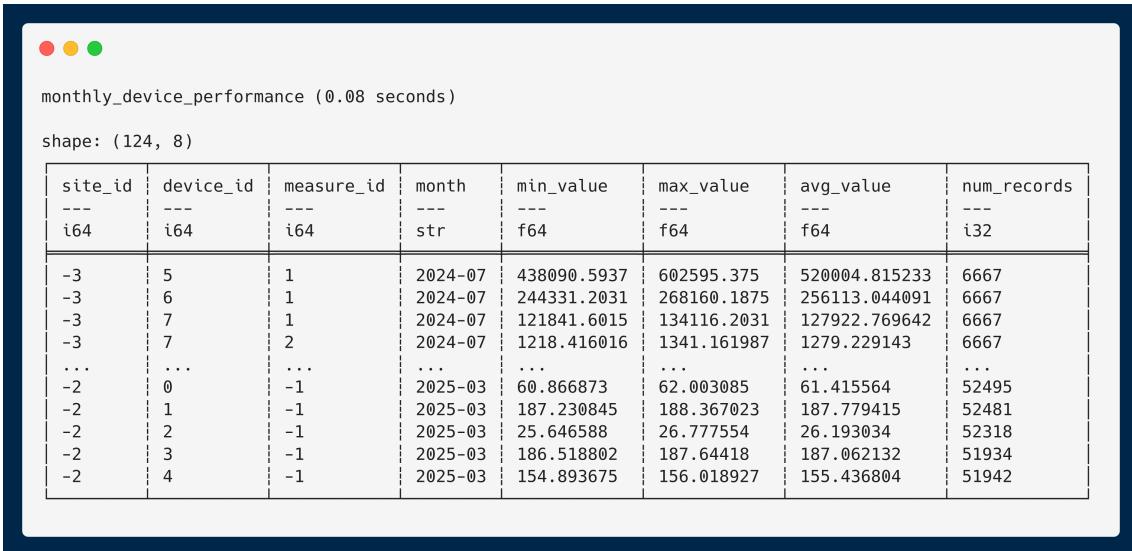 monthly_device_performance (0.08 seconds)
shape: (124, 8)
site_id device_id measure_id month min_value max_value avg_value num_records
--- --- --- --- --- --- --- ---
i64 i64 i64 str f64 f64 f64 i32
-3 5 1 2024-07 438090.5937 602595.375 520004.815233 6667
-3 6 1 2024-07 244331.2031 268160.1875 256113.044091 6667
-3 7 1 2024-07 121841.6015 134116.2031 127922.769642 6667
-3 7 2 2024-07 1218.416016 1341.161987 1279.229143 6667
... ... ... ... ... ... ... ...
-2 0 -1 2025-03 60.866873 62.003085 61.415564 52495
-2 1 -1 2025-03 187.230845 188.367023 187.779415 52481
-2 2 -1 2025-03 25.646588 26.777554 26.193034 52318
-2 3 -1 2025-03 186.518802 187.64418 187.062132 51934
-2 4 -1 2025-03 154.893675 156.018927 155.436804 51942